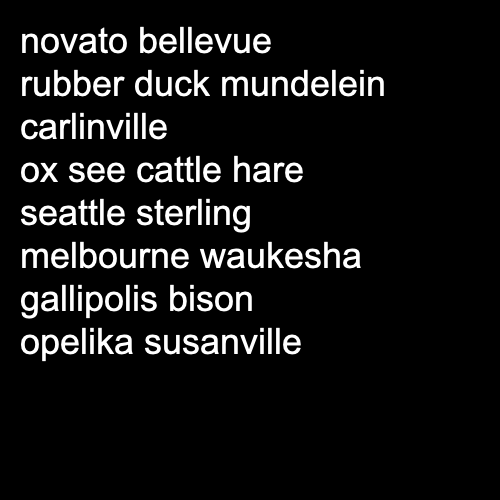 novato bellevue
rubber duck mundelein
carlinville
ox see cattle hare
seattle sterling
melbourne waukesha
gallipolis bison
opelika susanville